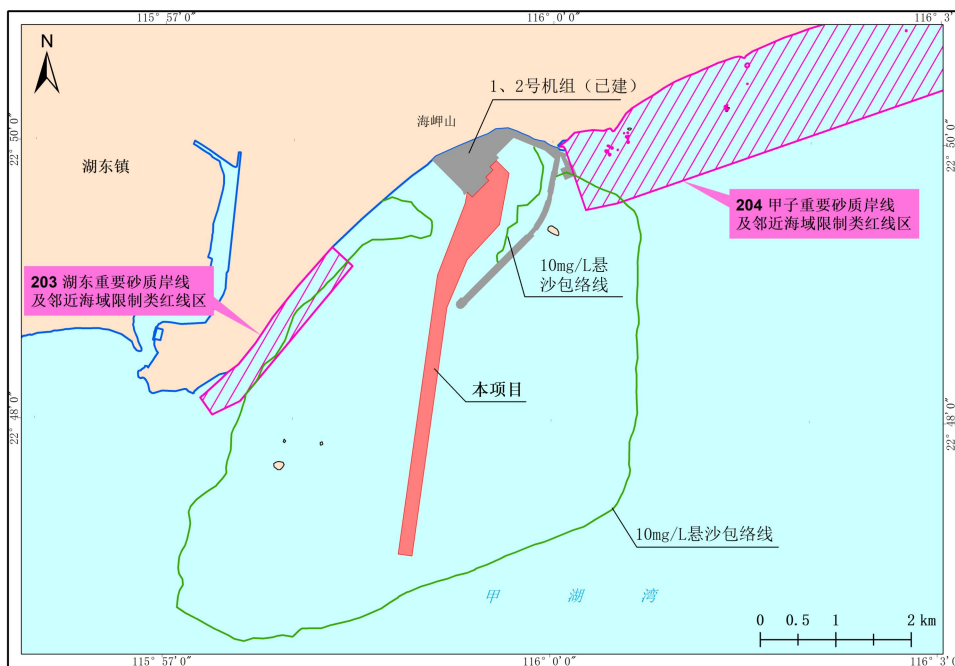 115° 57′ 0″
116° 0′ 0″
116° 3′
N
1、2号机组（已建）
海岬山
22° 50′ 0″
22° 50′ 0″
湖东镇
204 甲子重要砂质岸线
及邻近海域限制类红线区
10mg/L悬
沙包络线
203 湖东重要砂质岸线
及邻近海域限制类红线区
本项目
22° 48′ 0″
22° 48′ 0″
10mg/L悬沙包络线
甲 湖 湾
0 0.5 1 2 km
115° 57′ 0″
116° 0′ 0″
116° 3′